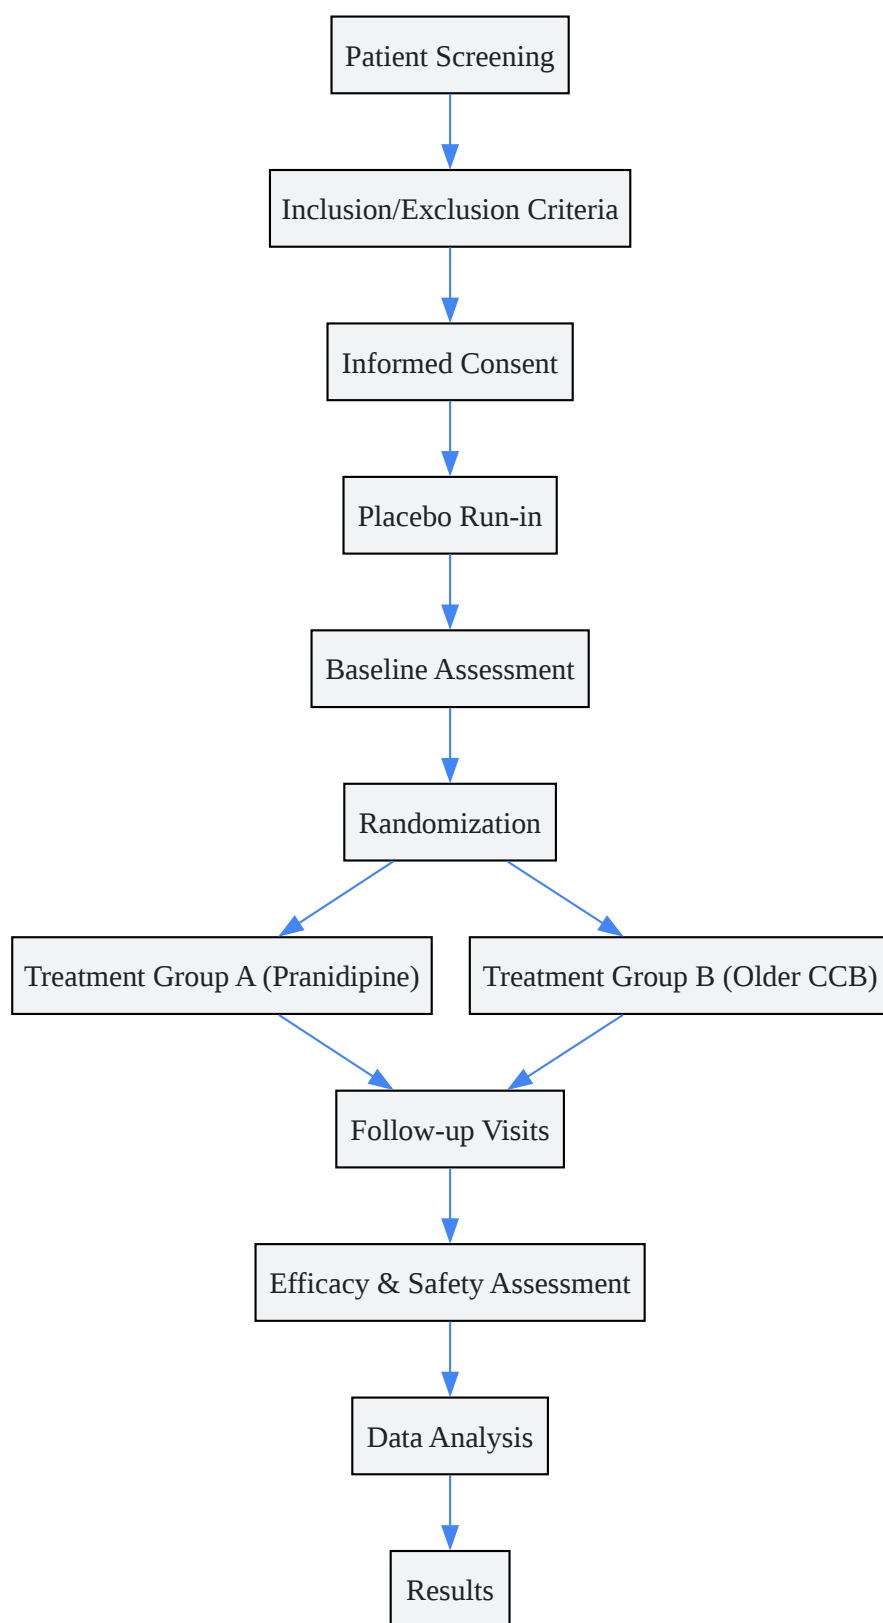 Patient Screening
Inclusion/Exclusion Criteria
Informed Consent
Placebo Run-in
Baseline Assessment
Randomization
Treatment Group A (Pranidipine)
Treatment Group B (Older CCB)
Follow-up Visits
Efficacy & Safety Assessment
Data Analysis
Results